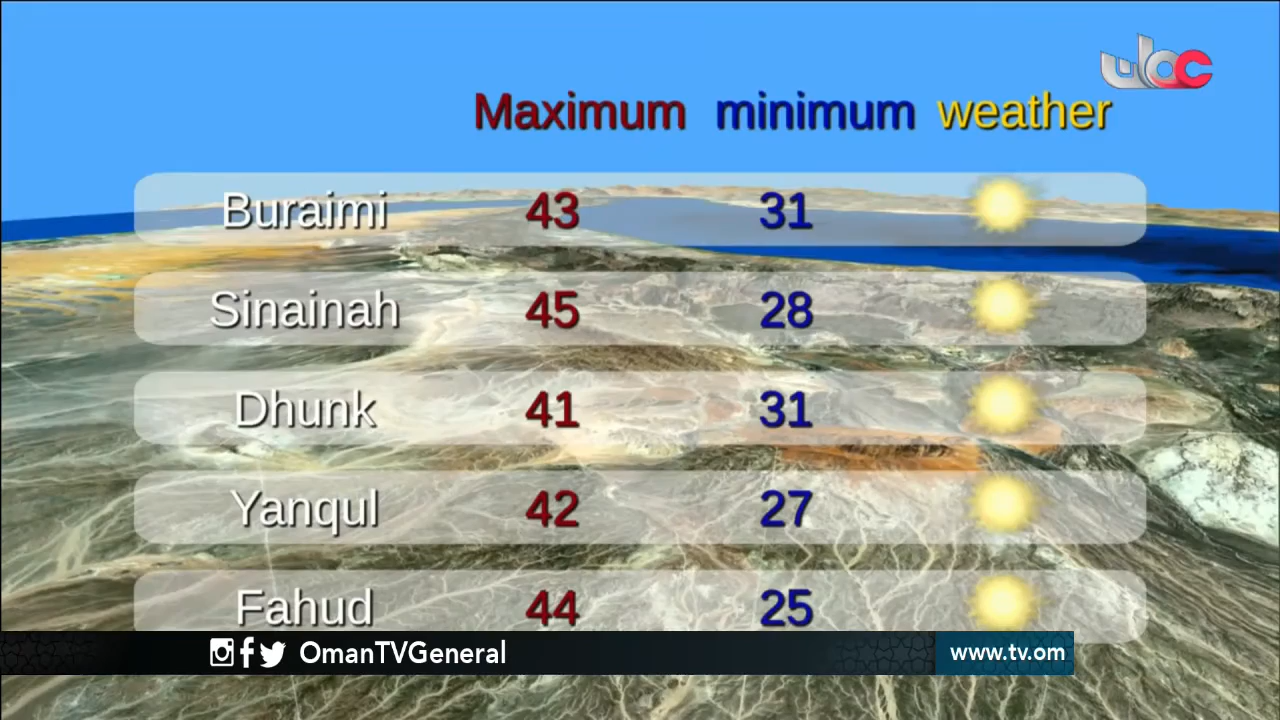 Maximum minimum weather
Buraimi 43 31
Sinainah 45 28
Dhunk 41 31
Yanqul 42 27
Fahud 44 25
OmanTVGeneral www.tv.om